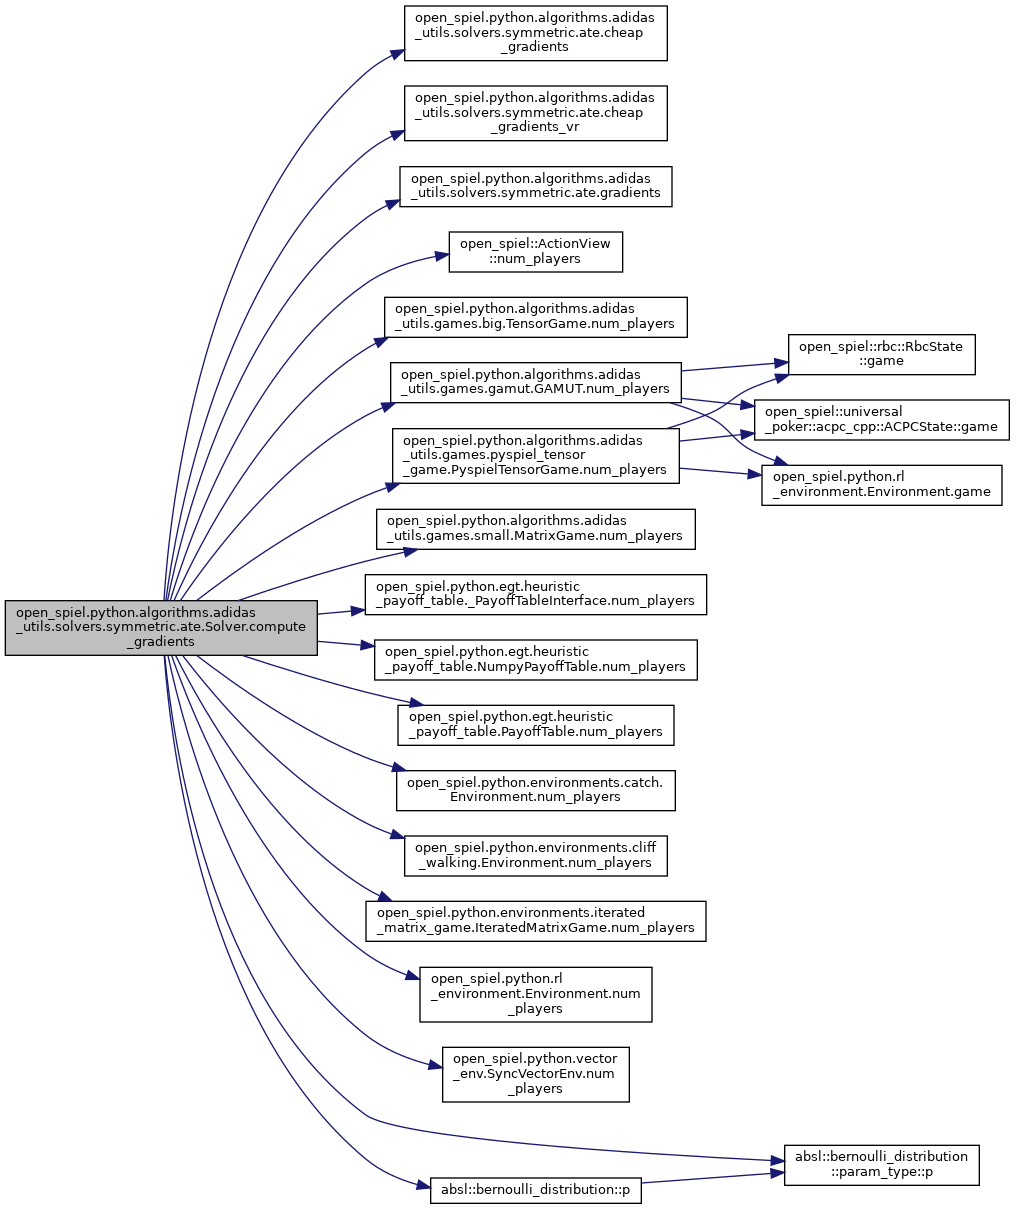 open_spiel.python.algorithms.adidas
_utils.solvers.symmetric.ate.Solver.compute
_gradients
open_spiel.python.algorithms.adidas
_utils.solvers.symmetric.ate.cheap
_gradients
open_spiel.python.algorithms.adidas
_utils.solvers.symmetric.ate.cheap
_gradients_vr
open_spiel.python.algorithms.adidas
_utils.solvers.symmetric.ate.gradients
open_spiel::ActionView
::num_players
open_spiel.python.algorithms.adidas
_utils.games.big.TensorGame.num_players
open_spiel.python.algorithms.adidas
_utils.games.gamut.GAMUT.num_players
open_spiel.python.algorithms.adidas
_utils.games.pyspiel_tensor
_game.PyspielTensorGame.num_players
open_spiel.python.algorithms.adidas
_utils.games.small.MatrixGame.num_players
open_spiel.python.egt.heuristic
_payoff_table._PayoffTableInterface.num_players
open_spiel.python.egt.heuristic
_payoff_table.NumpyPayoffTable.num_players
open_spiel.python.egt.heuristic
_payoff_table.PayoffTable.num_players
open_spiel.python.environments.catch.
Environment.num_players
open_spiel.python.environments.cliff
_walking.Environment.num_players
open_spiel.python.environments.iterated
_matrix_game.IteratedMatrixGame.num_players
open_spiel.python.rl
_environment.Environment.num
_players
open_spiel.python.vector
_env.SyncVectorEnv.num
_players
absl::bernoulli_distribution::p
open_spiel::rbc::RbcState
::game
open_spiel::universal
_poker::acpc_cpp::ACPCState::game
open_spiel.python.rl
_environment.Environment.game
absl::bernoulli_distribution
::param_type::p